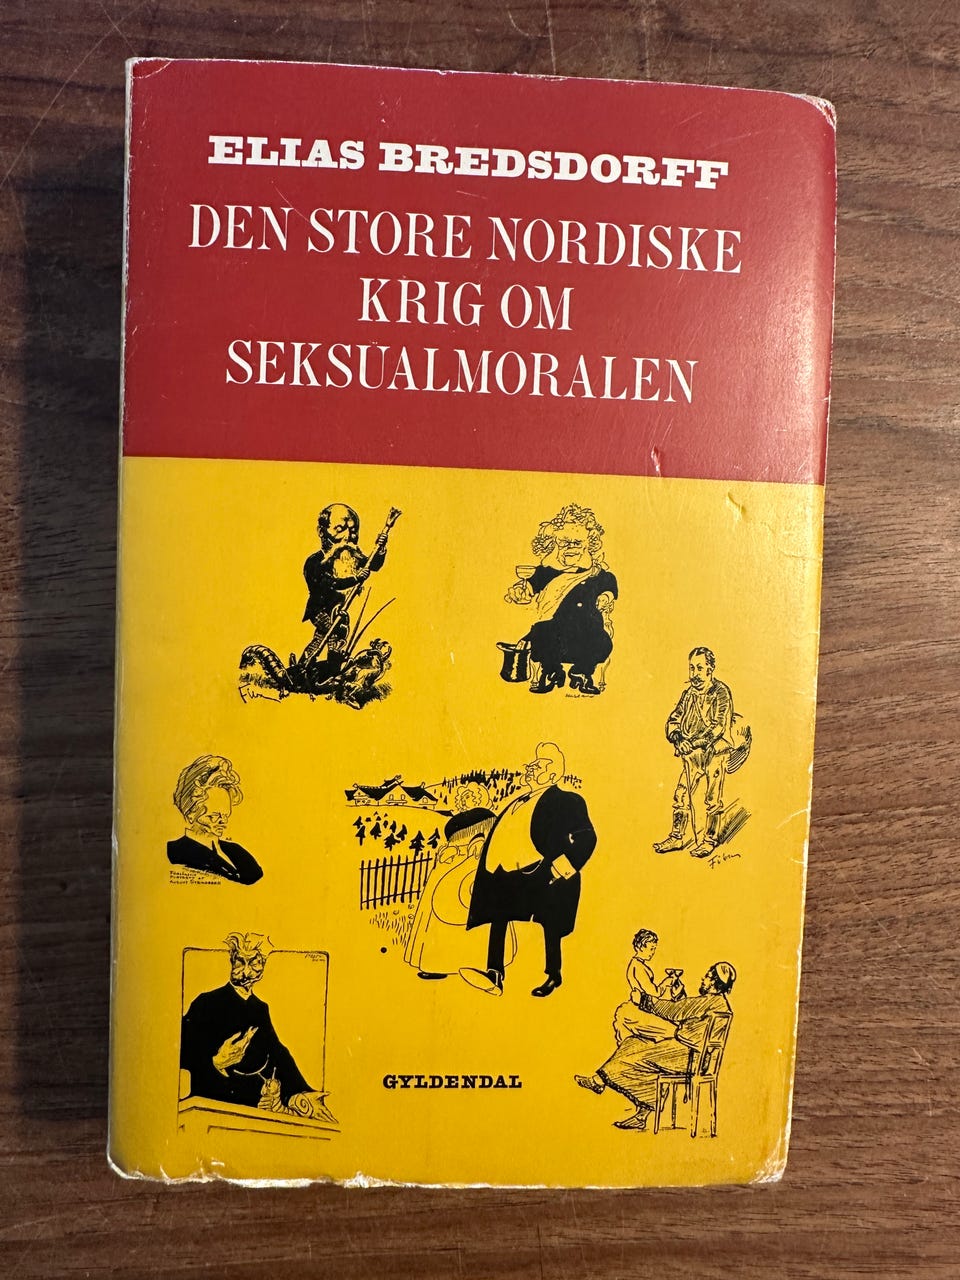 ELIAS BREDSDORFF
DEN STORE NORDISKE
KRIG OM
SEKSUALMORALEN
GYLDENDAL